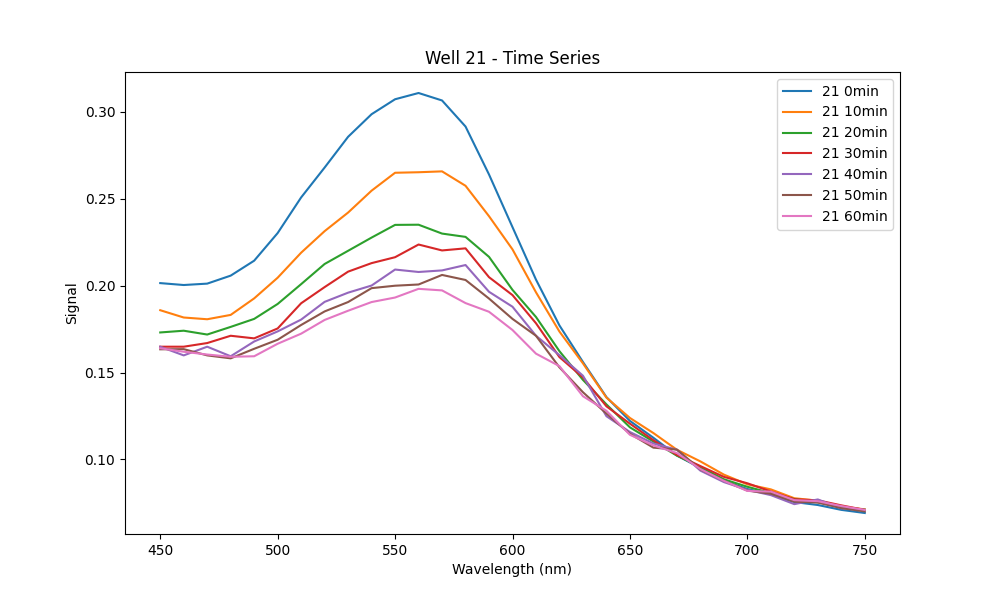 Well 21 - Time Series
21 0min
21 10min
21 20min
21 30min
21 40min
21 50min
21 60min
Signal
0.30
0.25
0.20
0.15
0.10
450 500 550 600 650 700 750
Wavelength (nm)